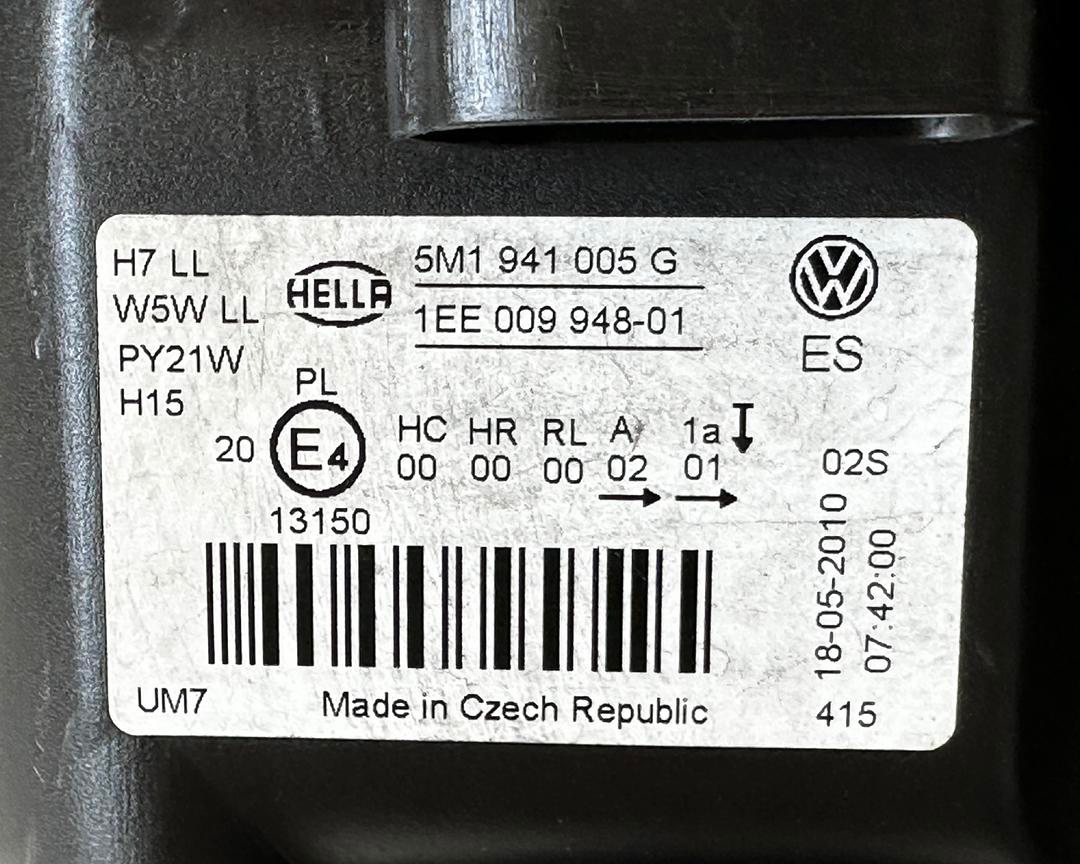 H7 LL
W5W LL
PY21W
H15
HELLA
5M1 941 005 G
1EE 009 948-01
VW
ES
PL
20 E4
13150
HC HR RL A 1a
00 00 00 02 01
02S
18-05-2010
07:42:00
UM7
Made in Czech Republic
415